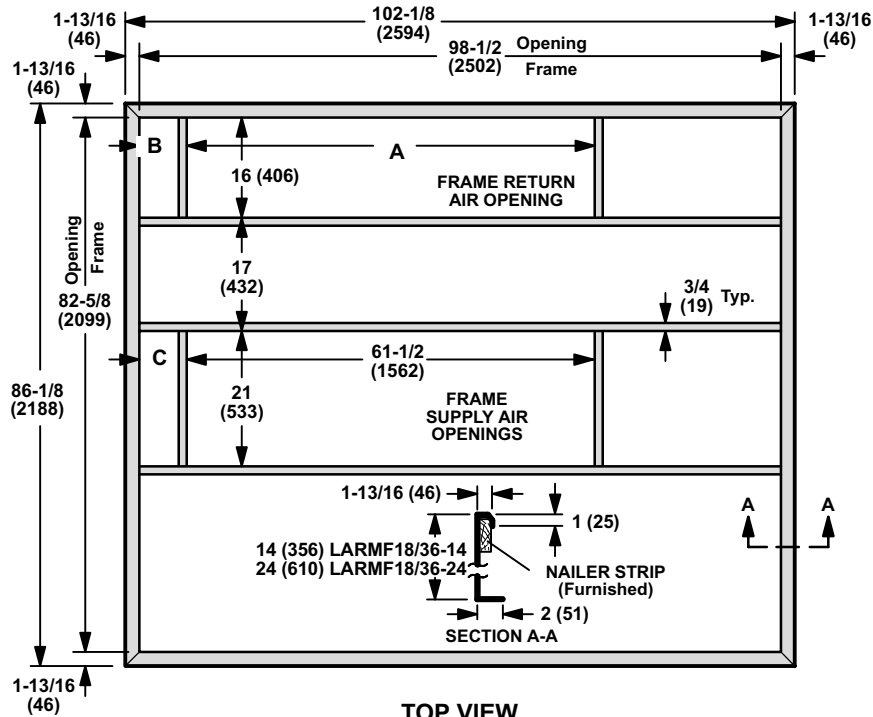 1-13/16
(46)
102-1/8
(2594)
1-13/16
(46)
98-1/2
(2502)
Opening
Frame
1-13/16
(46)
B
A
16 (406)
FRAME RETURN
AIR OPENING
Opening
Frame
17
(432)
3/4
(19)
Typ.
82-5/8
(2099)
C
61-1/2
(1562)
86-1/8
(2188)
21
(533)
FRAME
SUPPLY AIR
OPENINGS
1-13/16 (46)
1 (25)
A
A
14 (356) LARMF18/36-14
24 (610) LARMF18/36-24
NAILER STRIP
(Furnished)
2 (51)
SECTION A-A
1-13/16
(46)
TOP VIEW